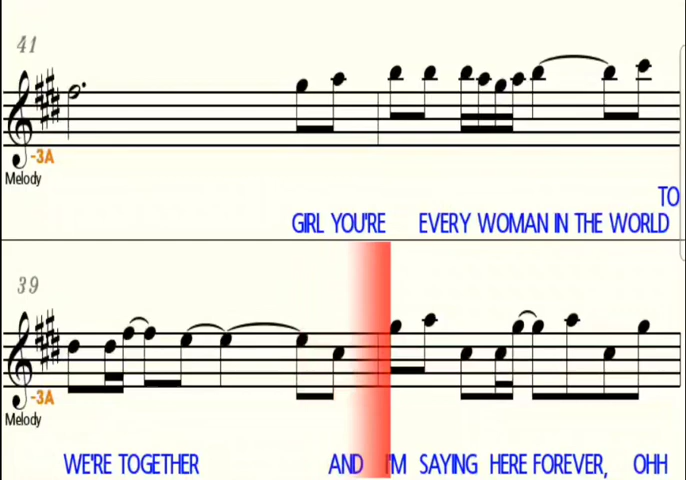 41
-3A
Melody
TO
GIRL YOU'RE EVERY WOMAN IN THE WORLD
39
-3A
Melody
WE'RE TOGETHER AND I'M SAYING HERE FOREVER, OHH